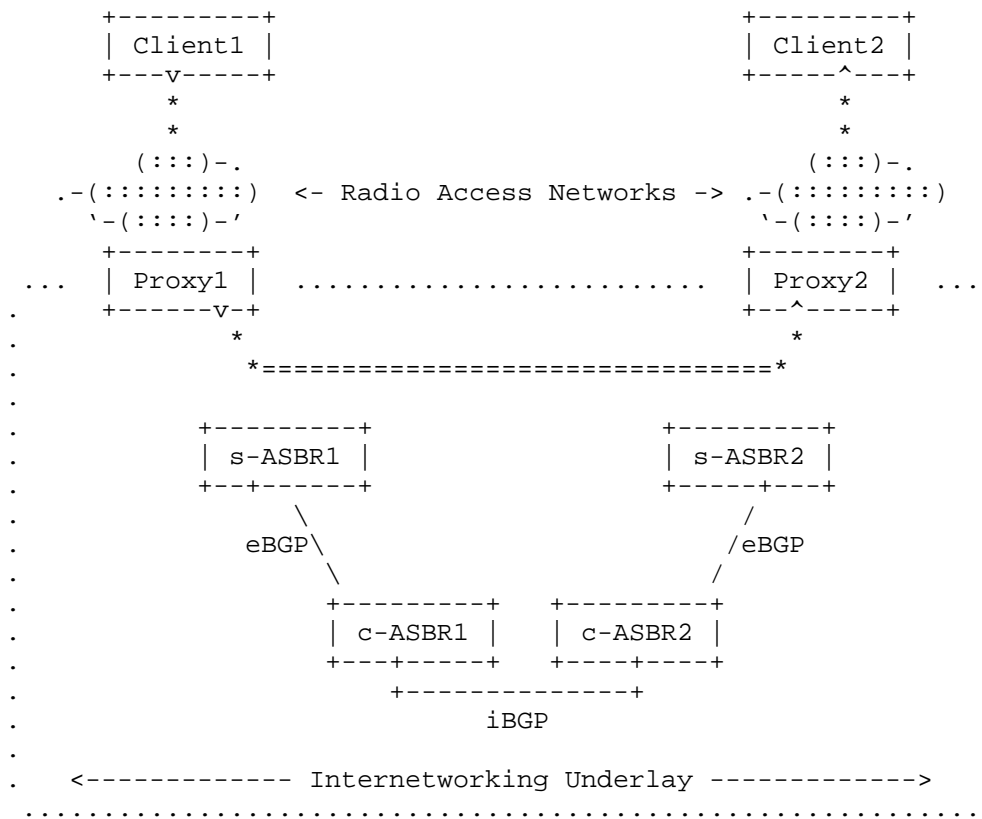 Client1 Client2
<- Radio Access Networks ->
Proxy1 Proxy2
s-ASBR1 s-ASBR2
eBGP eBGP
c-ASBR1 c-ASBR2
iBGP
<------------- Internetworking Underlay ------------->